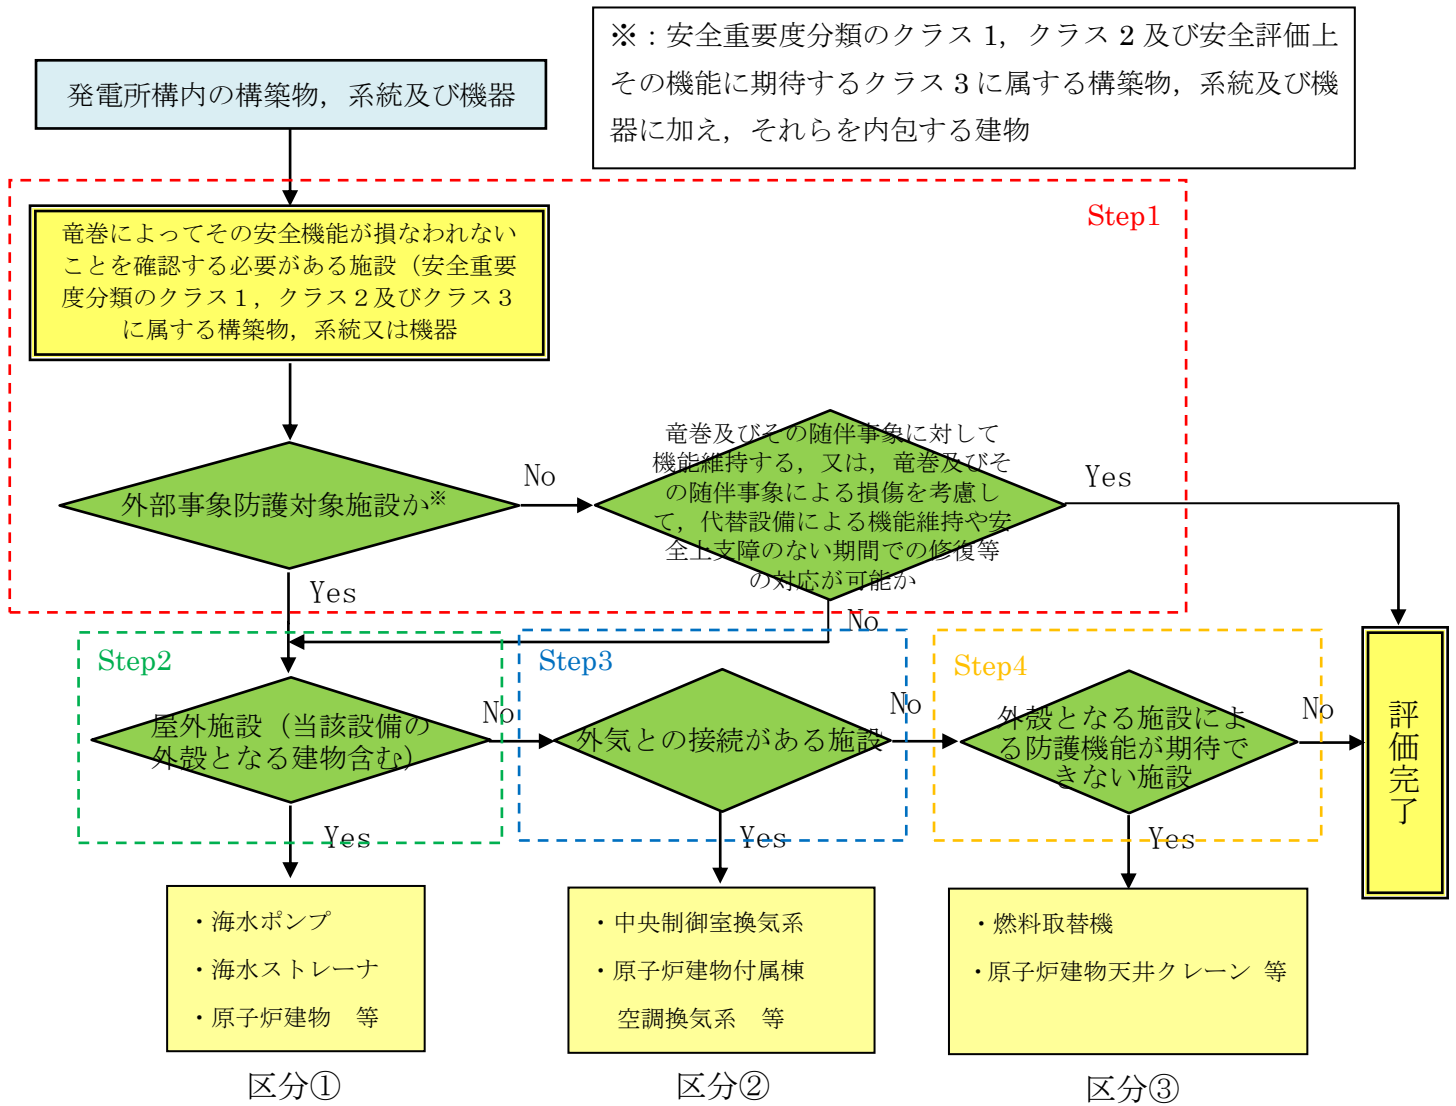 ※：安全重要度分類のクラス 1，クラス 2 及び安全評価上
その機能に期待するクラス 3 に属する構築物，系統及び機
器に加え，それらを内包する建物
発電所構内の構築物，系統及び機器
Step1
竜巻によってその安全機能が損なわれない
ことを確認する必要がある施設（安全重要
度分類のクラス１，クラス２及びクラス３
に属する構築物，系統又は機器
外部事象防護対象施設か※
No
竜巻及びその随伴事象に対して
機能維持する，又は，竜巻及びそ
の随伴事象による損傷を考慮し
て，代替設備による機能維持や安
全上支障のない期間での修復等
の対応が可能か
Yes
Yes
No
Step2
屋外施設（当該設備の
外殻となる建物含む）
No
Step3
外気との接続がある施設
No
Step4
外殻となる施設によ
る防護機能が期待で
きない施設
No
評価完了
Yes
Yes
Yes
・海水ポンプ
・海水ストレーナ
・原子炉建物　等
・中央制御室換気系
・原子炉建物付属棟
空調換気系　等
・燃料取替機
・原子炉建物天井クレーン 等
区分①
区分②
区分③